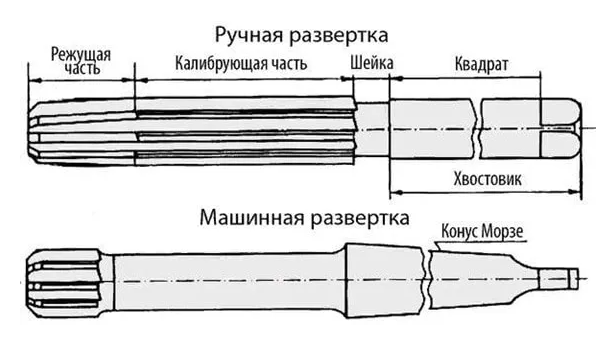 Ручная развертка
Режущая
часть
Калибрующая часть
Шейка
Квадрат
Хвостовик
Машинная развертка
Конус Морзе